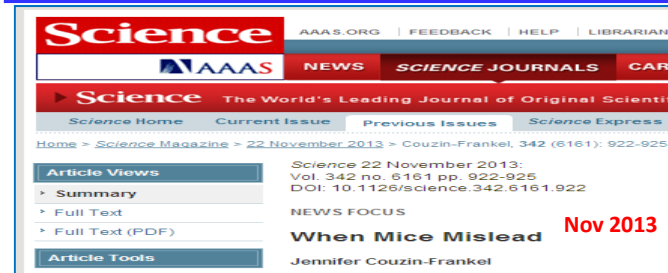 Science
AAAS.ORG | FEEDBACK | HELP | LIBRARIAN
AAAS NEWS SCIENCE JOURNALS CAR
Science The World's Leading Journal of Original Scienti
Science Home Current Issue Previous Issues Science Express
Home > Science Magazine > 22 November 2013 > Couzin-Frankel, 342 (6161): 922-925
Article Views
Summary
Full Text
Full Text (PDF)
Article Tools
Science 22 November 2013:
Vol. 342 no. 6161 pp. 922-925
DOI: 10.1126/science.342.6161.922
NEWS FOCUS
Nov 2013
When Mice Mislead
Jennifer Couzin-Frankel